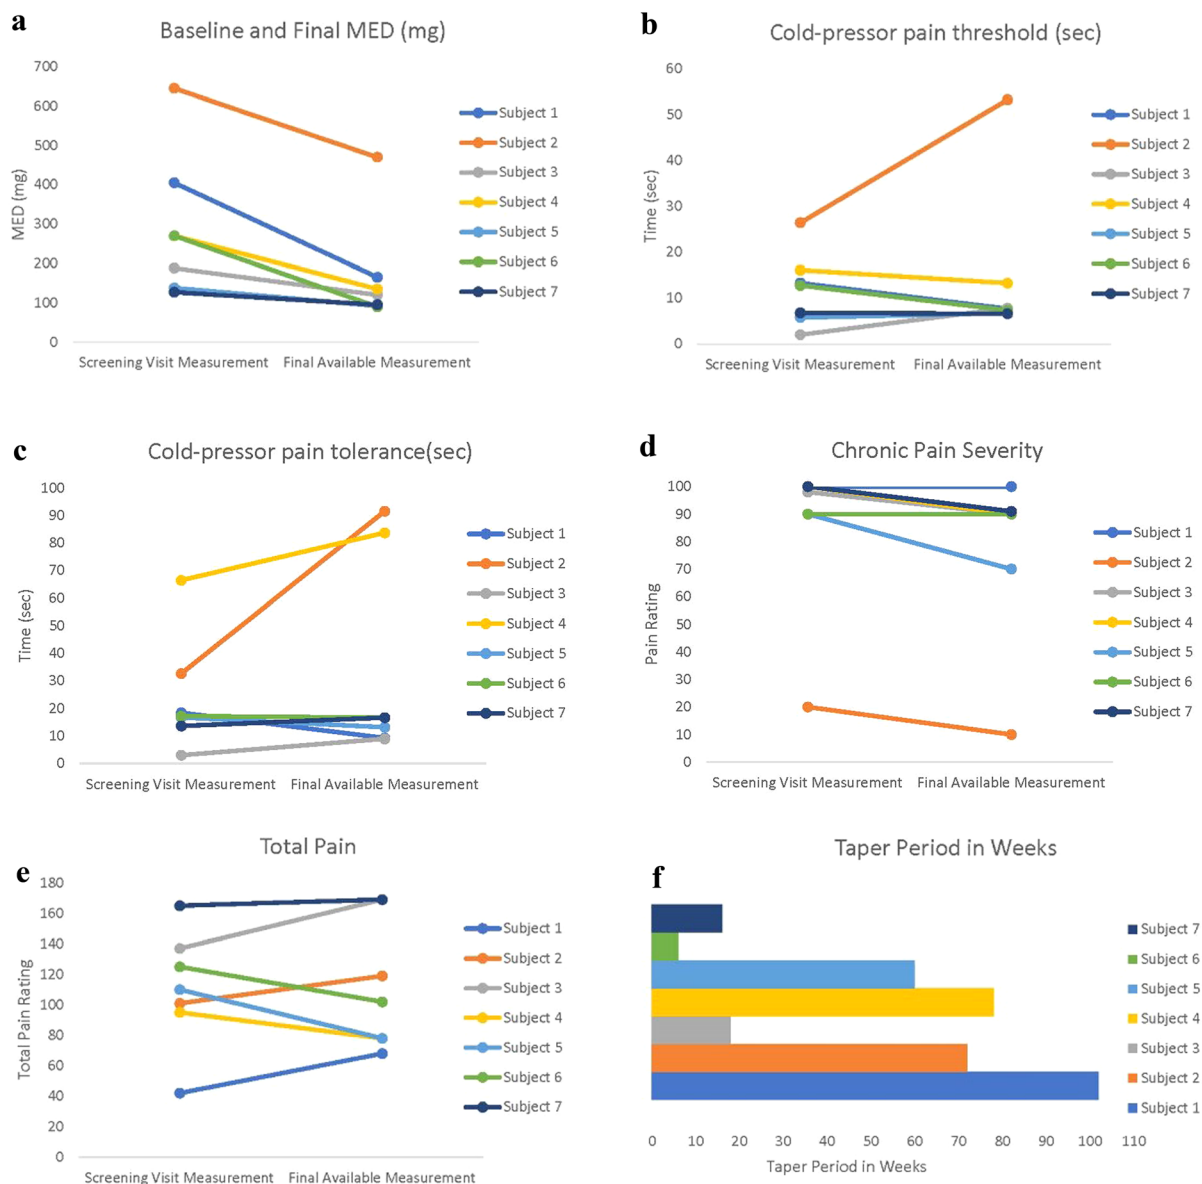 a
Baseline and Final MED (mg)
700
600
500
400
300
200
100
0
MED (mg)
Screening Visit Measurement
Final Available Measurement
Subject 1
Subject 2
Subject 3
Subject 4
Subject 5
Subject 6
Subject 7
b
Cold-pressor pain threshold (sec)
60
50
40
30
20
10
0
Time (sec)
Screening Visit Measurement
Final Available Measurement
Subject 1
Subject 2
Subject 3
Subject 4
Subject 5
Subject 6
Subject 7
c
Cold-pressor pain tolerance(sec)
100
90
80
70
60
50
40
30
20
10
0
Time (sec)
Screening Visit Measurement
Final Available Measurement
Subject 1
Subject 2
Subject 3
Subject 4
Subject 5
Subject 6
Subject 7
d
Chronic Pain Severity
100
90
80
70
60
50
40
30
20
10
0
Pain Rating
Screening Visit Measurement
Final Available Measurement
Subject 1
Subject 2
Subject 3
Subject 4
Subject 5
Subject 6
Subject 7
e
Total Pain
180
160
140
120
100
80
60
40
20
0
Total Pain Rating
Screening Visit Measurement
Final Available Measurement
Subject 1
Subject 2
Subject 3
Subject 4
Subject 5
Subject 6
Subject 7
f
Taper Period in Weeks
0
10
20
30
40
50
60
70
80
90
100
110
Taper Period in Weeks
Subject 7
Subject 6
Subject 5
Subject 4
Subject 3
Subject 2
Subject 1